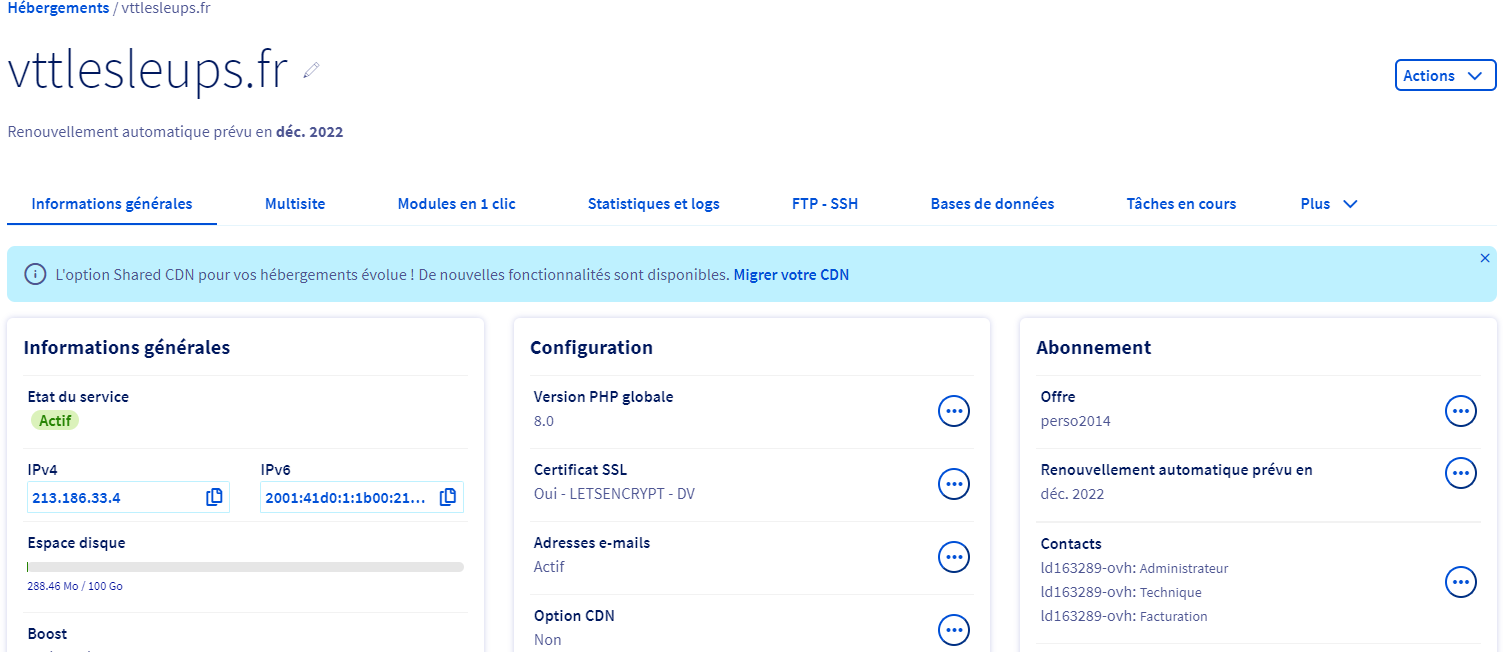 Hébergements / vttlesleups.fr
vttlesleups.fr
Actions
Renouvellement automatique prévu en déc. 2022
Informations générales Multisite Modules en 1 clic Statistiques et logs FTP - SSH Bases de données Tâches en cours Plus
L'option Shared CDN pour vos hébergements évolue ! De nouvelles fonctionnalités sont disponibles. Migrer votre CDN
Informations générales
Etat du service
Actif
IPv4 IPv6
213.186.33.4 2001:41d0:1:1b00:21...
Espace disque
288.46 Mo / 100 Go
Boost
Configuration
Version PHP globale
8.0
Certificat SSL
Oui - LETSENCRYPT - DV
Adresses e-mails
Actif
Option CDN
Non
Abonnement
Offre
perso2014
Renouvellement automatique prévu en
déc. 2022
Contacts
ld163289-ovh: Administrateur
ld163289-ovh: Technique
ld163289-ovh: Facturation